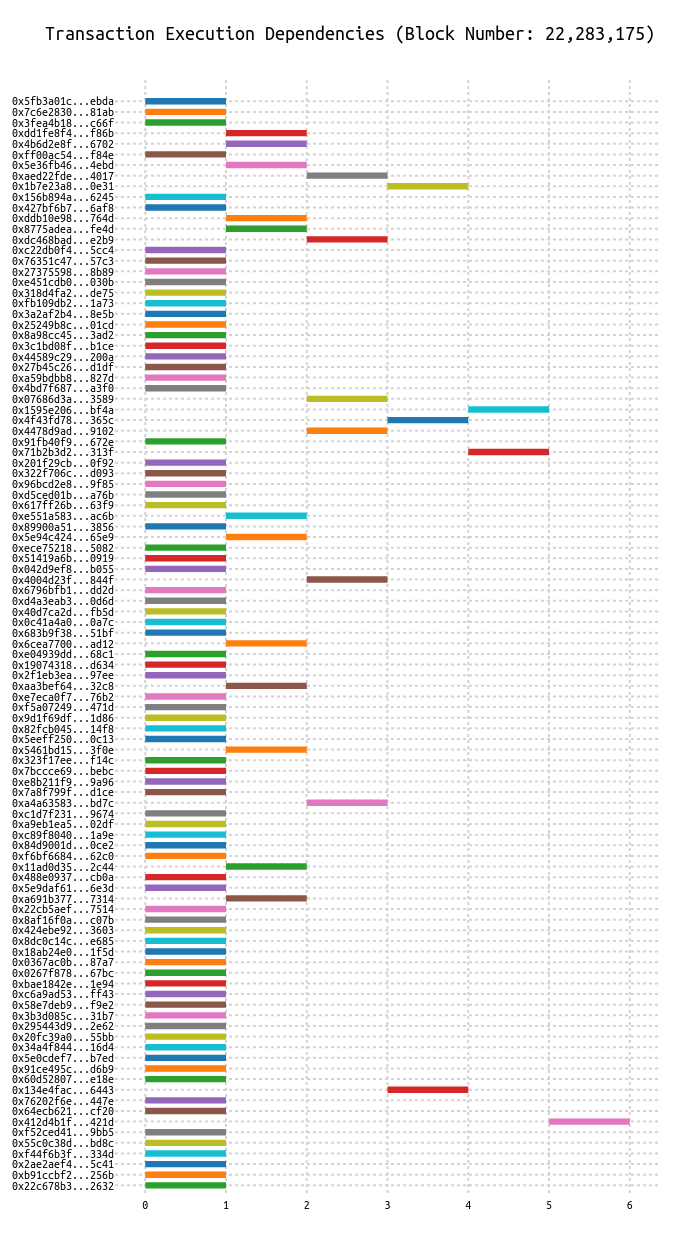 Transaction Execution Dependencies (Block Number: 22,283,175)
0x5fb3a01c...ebda
0x7c6e2830...81ab
0x3fea4b18...c66f
0xdd1fe8f4...f86b
0x4b6d2e8f...6702
0xff00ac54...f84e
0x5e36fb46...4ebd
0xaed22fde...4017
0x1b7e23a8...0e31
0x156b894a...6245
0x427bf6b7...6af8
0xddb10e98...764d
0x8775adea...fe4d
0xdc468bad...e2b9
0xc22db0f4...5cc4
0x76351c47...57c3
0x27375598...8b89
0xe451cdb0...030b
0x318d4fa2...de75
0xfb109db2...1a73
0x3a2af2b4...8e5b
0x25249b8c...01cd
0x8a98cc45...3ad2
0x3c1bd08f...b1ce
0x44589c29...200a
0x27b45c26...d1df
0xa59bdbb8...827d
0x4bd7f687...a3f0
0x07686d3a...3589
0x1595e206...bf4a
0x4f43fd78...365c
0x4478d9ad...9102
0x91fb40f9...672e
0x71b2b3d2...313f
0x201f29cb...0f92
0x322f706c...d093
0x96bcd2e8...9f85
0xd5ced01b...a76b
0x617ff26b...63f9
0xe551a583...ac6b
0x89900a51...3856
0x5e94c424...65e9
0xece75218...5082
0x51419a6b...0919
0x042d9ef8...b055
0x4004d23f...844f
0x6796bfb1...dd2d
0xd4a3eab3...0d6d
0x40d7ca2d...fb5d
0x0c41a4a0...0a7c
0x683b9f38...51bf
0x6cea7700...ad12
0xe04939dd...68c1
0x19074318...d634
0x2f1eb3ea...97ee
0xaa3bef64...32c8
0xe7eca0f7...76b2
0xf5a07249...471d
0x9d1f69df...1d86
0x82fcb045...14f8
0x5eeff250...0c13
0x5461bd15...3f0e
0x323f17ee...f14c
0x7bccce69...bebc
0xe8b211f9...9a96
0x7a8f799f...d1ce
0xa4a63583...bd7c
0xc1d7f231...9674
0xa9eb1ea5...02df
0xc89f8040...1a9e
0x84d9001d...0ce2
0xf6bf6684...62c0
0x11ad0d35...2c44
0x488e0937...cb0a
0x5e9daf61...6e3d
0xa691b377...7314
0x22cb5aef...7514
0x8af16f0a...c07b
0x424ebe92...3603
0x8dc0c14c...e685
0x18ab24e0...1f5d
0x0367ac0b...87a7
0x0267f878...67bc
0xbae1842e...1e94
0xc6a9ad53...ff43
0x58e7deb9...f9e2
0x3b3d085c...31b7
0x295443d9...2e62
0x20fc39a0...55bb
0x34a4f844...16d4
0x5e0cdef7...b7ed
0x91ce495c...d6b9
0x60d52807...e18e
0x134e4fac...6443
0x76202f6e...447e
0x64ecb621...cf20
0x412d4b1f...421d
0xf52ced41...9bb5
0x55c0c38d...bd8c
0xf44f6b3f...334d
0x2ae2aef4...5c41
0xb91ccbf2...256b
0x22c678b3...2632
0 1 2 3 4 5 6